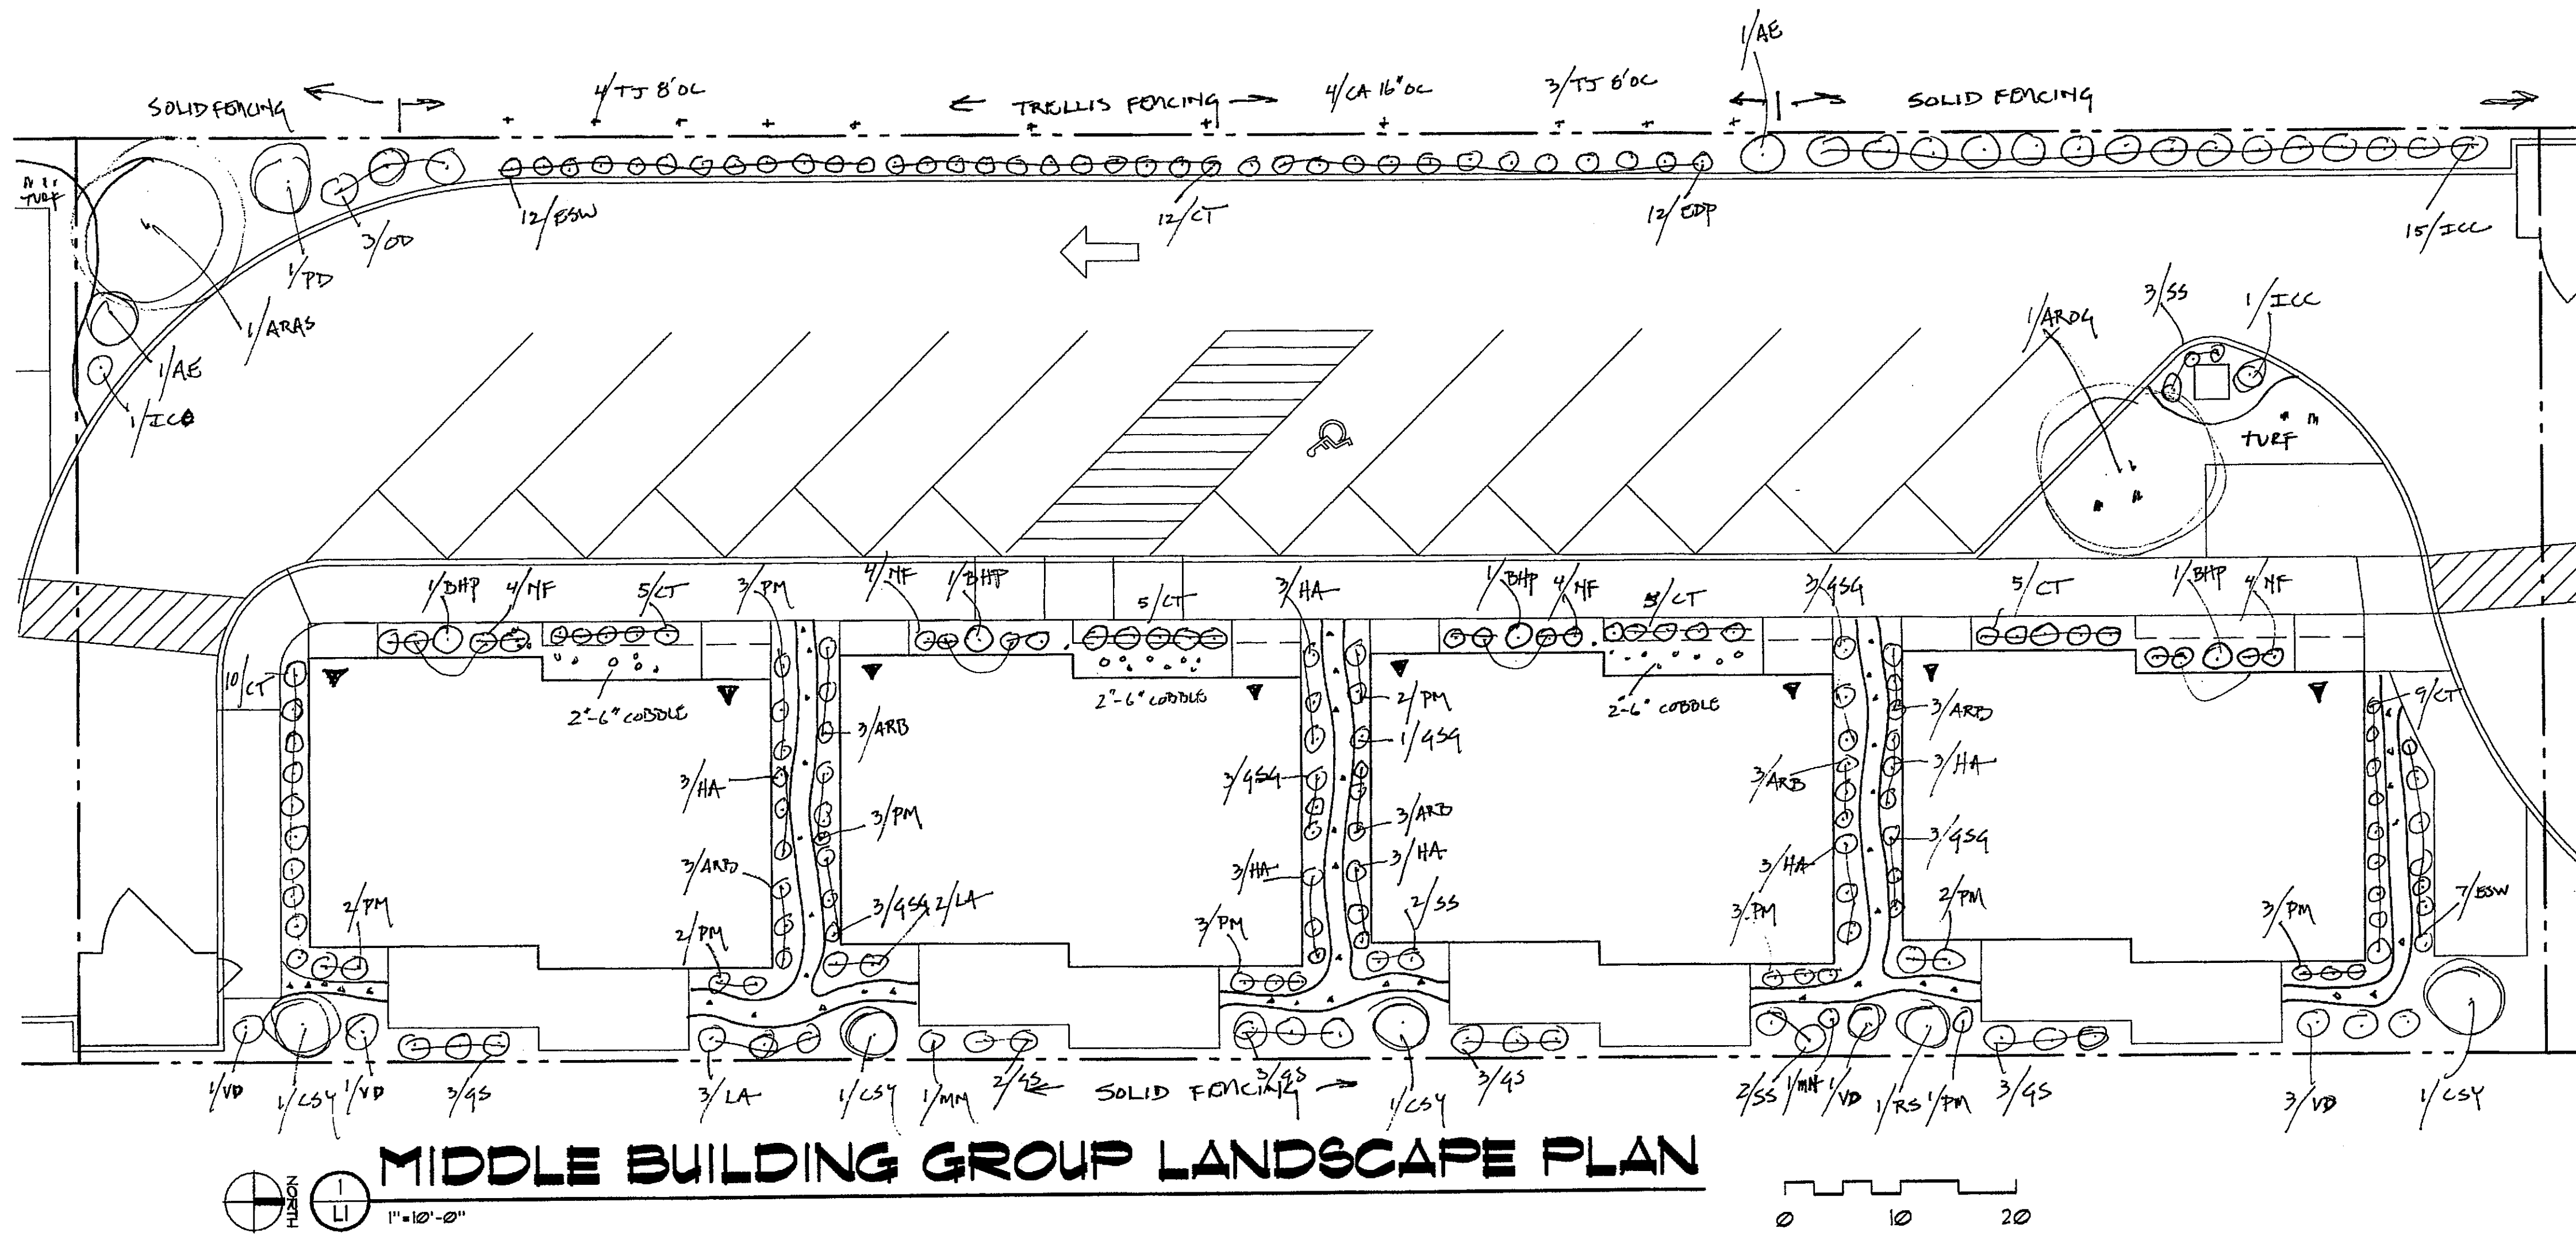 1/AE
SOLID FENCING
4/TJ 8'OC
TRELLIS FENCING
4/CA 16"OC
3/TJ 8'OC
SOLID FENCING
TURF
12/ESW
12/CT
12/EDP
15/ICC
3/OD
1/PD
1/ARAS
1/AE
1/ICC
3/SS
1/ICC
1/AROG
TURF
1/BHP
4/NF
5/CT
3/PM
4/NF
1/BHP
5/CT
3/HA
1/BHP
4/NF
5/CT
3/GSG
5/CT
1/BHP
4/NF
10/CT
2"-6" COBBLE
2"-6" COBBLE
2"-6" COBBLE
2/PM
3/ARB
9/CT
3/ARB
1/GSG
3/HA
3/GSG
3/ARB
3/HA
3/PM
3/ARB
3/GSG
3/ARB
3/HA
3/HA
3/HA
2/PM
3/GSG
2/LA
2/SS
3/PM
2/PM
7/ESW
2/PM
3/PM
3/PM
1/VD
1/CSY
1/VD
3/GS
3/LA
1/CSY
1/MM
2/GS
SOLID FENCING
3/GS
1/CSY
3/GS
2/SS
1/MM
1/VD
1/RS
1/PM
3/GS
3/VD
1/CSY
MIDDLE BUILDING GROUP LANDSCAPE PLAN
NORTH
1
L1
1"=10'-0"
0 10 20